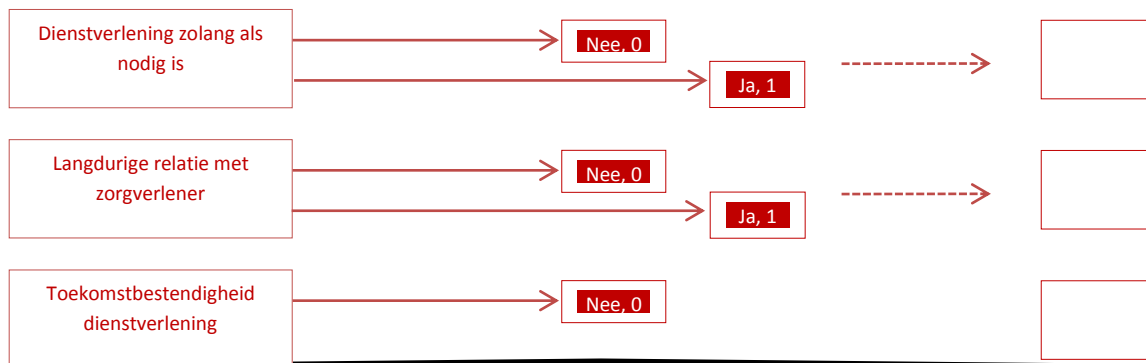 Dienstverlening zolang als
nodig is
Nee, 0
Ja, 1
Langdurige relatie met
zorgverlener
Nee, 0
Ja, 1
Toekomstbestendigheid
dienstverlening
Nee, 0